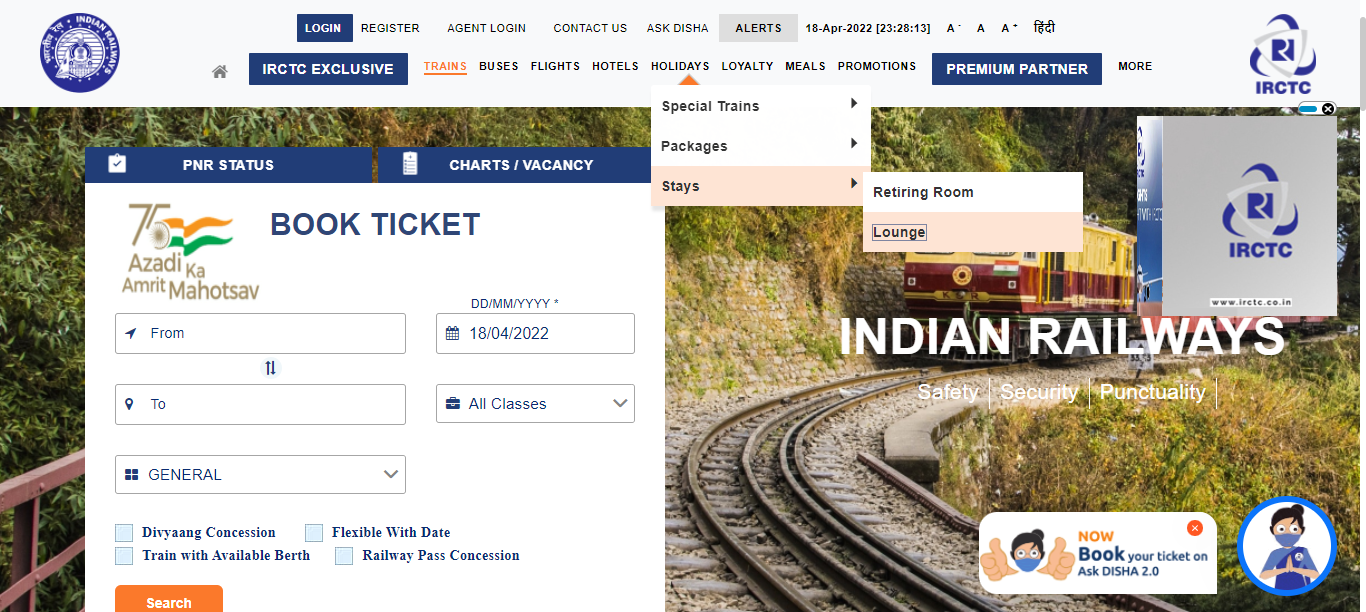 LOGIN REGISTER AGENT LOGIN CONTACT US ASK DISHA ALERTS 18-Apr-2022 [23:28:13] A - A A + हिंदी
INDIAN RAILWAYS
भारतीय रेल
IRCTC EXCLUSIVE TRAINS BUSES FLIGHTS HOTELS HOLIDAYS LOYALTY MEALS PROMOTIONS PREMIUM PARTNER MORE
IRCTC
Special Trains
Packages
Stays
Retiring Room
Lounge
PNR STATUS
CHARTS / VACANCY
75
Azadi Ka
Amrit Mahotsav
BOOK TICKET
DD/MM/YYYY *
From
18/04/2022
To
All Classes
GENERAL
Divyaang Concession
Flexible With Date
Train with Available Berth
Railway Pass Concession
Search
IRCTC
www.irctc.co.in
INDIAN RAILWAYS
Safety | Security | Punctuality |
NOW
Book your ticket on
Ask DISHA 2.0